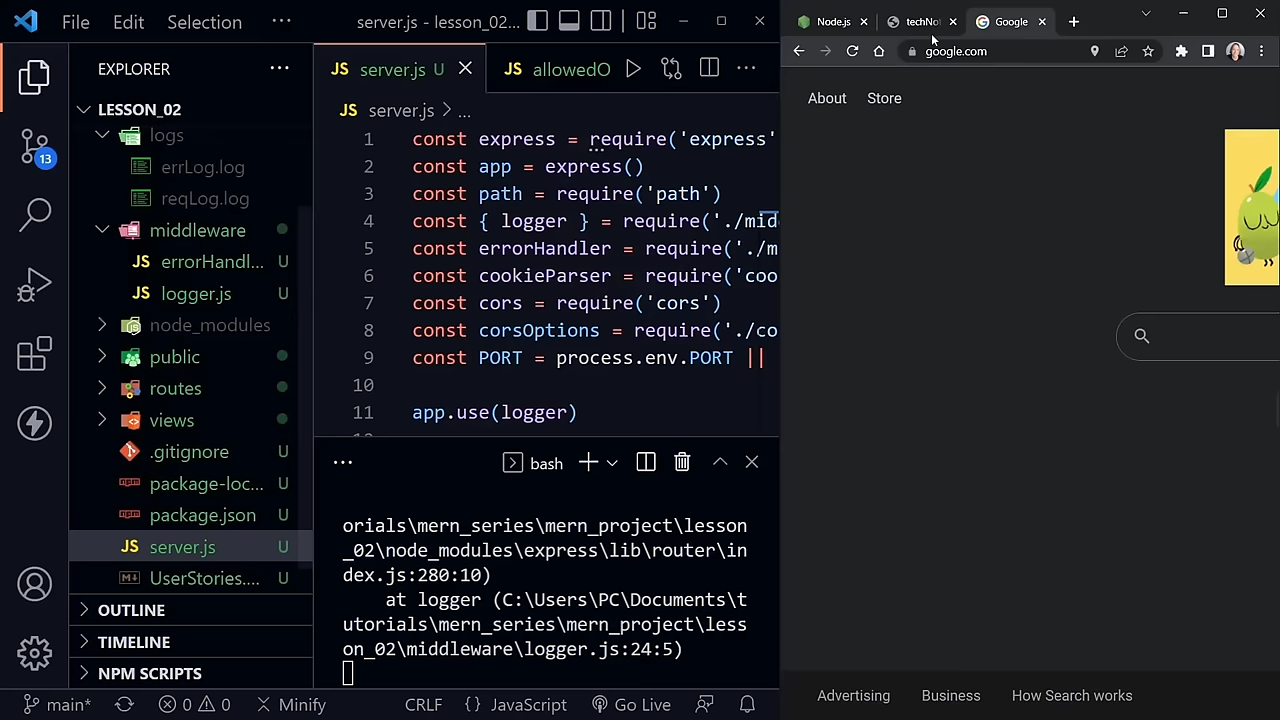 File Edit Selection ··· server.js - lesson_02...
EXPLORER ···
LESSON_02
logs
errLog.log
reqLog.log
middleware
errorHandl... U
logger.js U
node_modules
public
routes
views
.gitignore U
package-loc... U
package.json U
server.js U
UserStories.... U
OUTLINE
TIMELINE
NPM SCRIPTS
JS server.js U
JS allowedO
JS server.js > ...
1 const express = require('express'
2 const app = express()
3 const path = require('path')
4 const { logger } = require('./mid
5 const errorHandler = require('./m
6 const cookieParser = require('coo
7 const cors = require('cors')
8 const corsOptions = require('./co
9 const PORT = process.env.PORT ||
10
11 app.use(logger)
··· bash
orials\mern_series\mern_project\lesson
_02\node_modules\express\lib\router\in
dex.js:280:10)
at logger (C:\Users\PC\Documents\t
utorials\mern_series\mern_project\less
on_02\middleware\logger.js:24:5)
13
main* 0 0 Minify CRLF {} JavaScript Go Live
Node.js techNot Google
google.com
About Store
Advertising Business How Search works